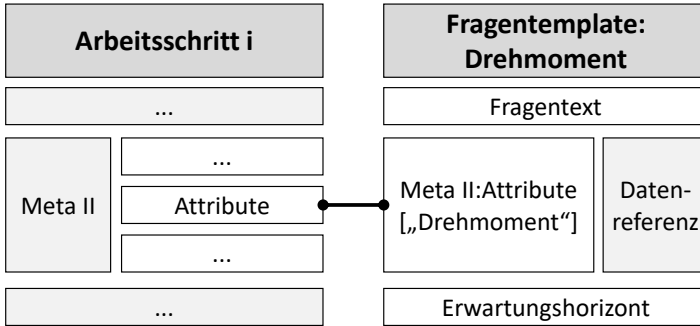 Arbeitsschritt i
...
Meta II
...
Attribute
...
...
Fragentemplate:
Drehmoment
Fragentext
Meta II:Attribute
[„Drehmoment“]
Daten-
referenz
Erwartungshorizont